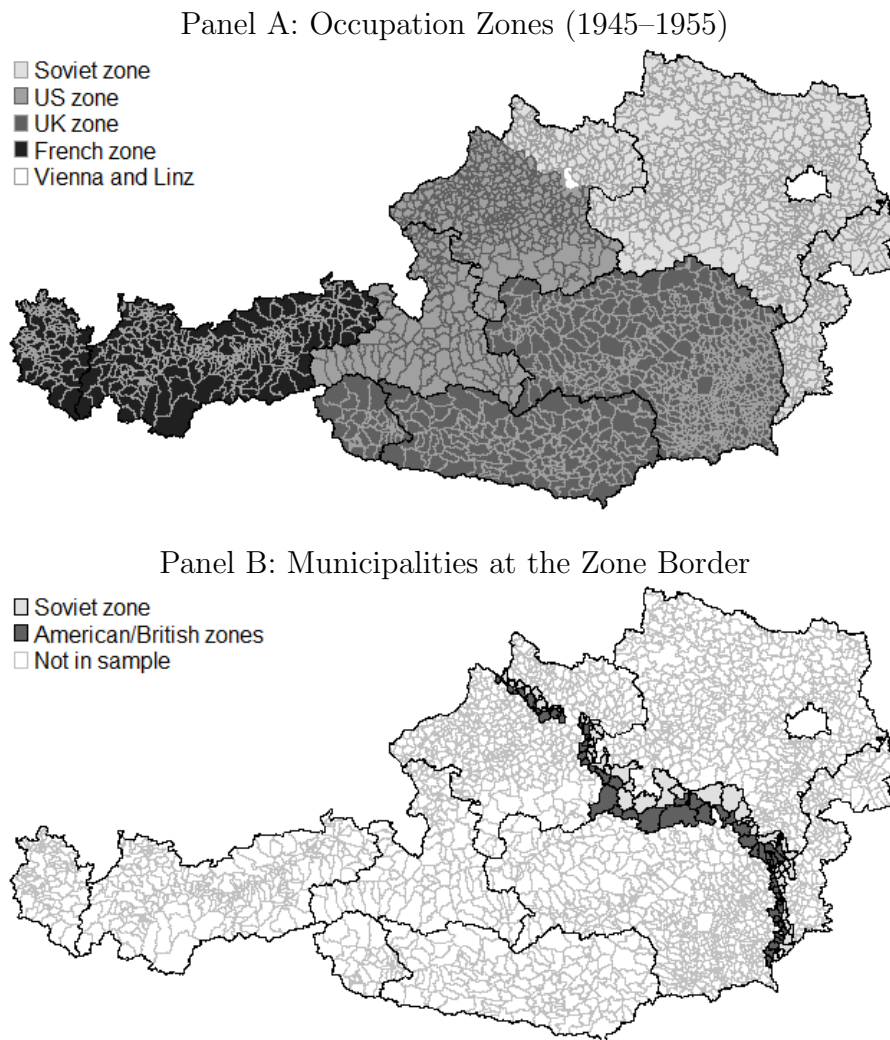 Panel A: Occupation Zones (1945–1955)
Soviet zone
US zone
UK zone
French zone
Vienna and Linz
Panel B: Municipalities at the Zone Border
Soviet zone
American/British zones
Not in sample